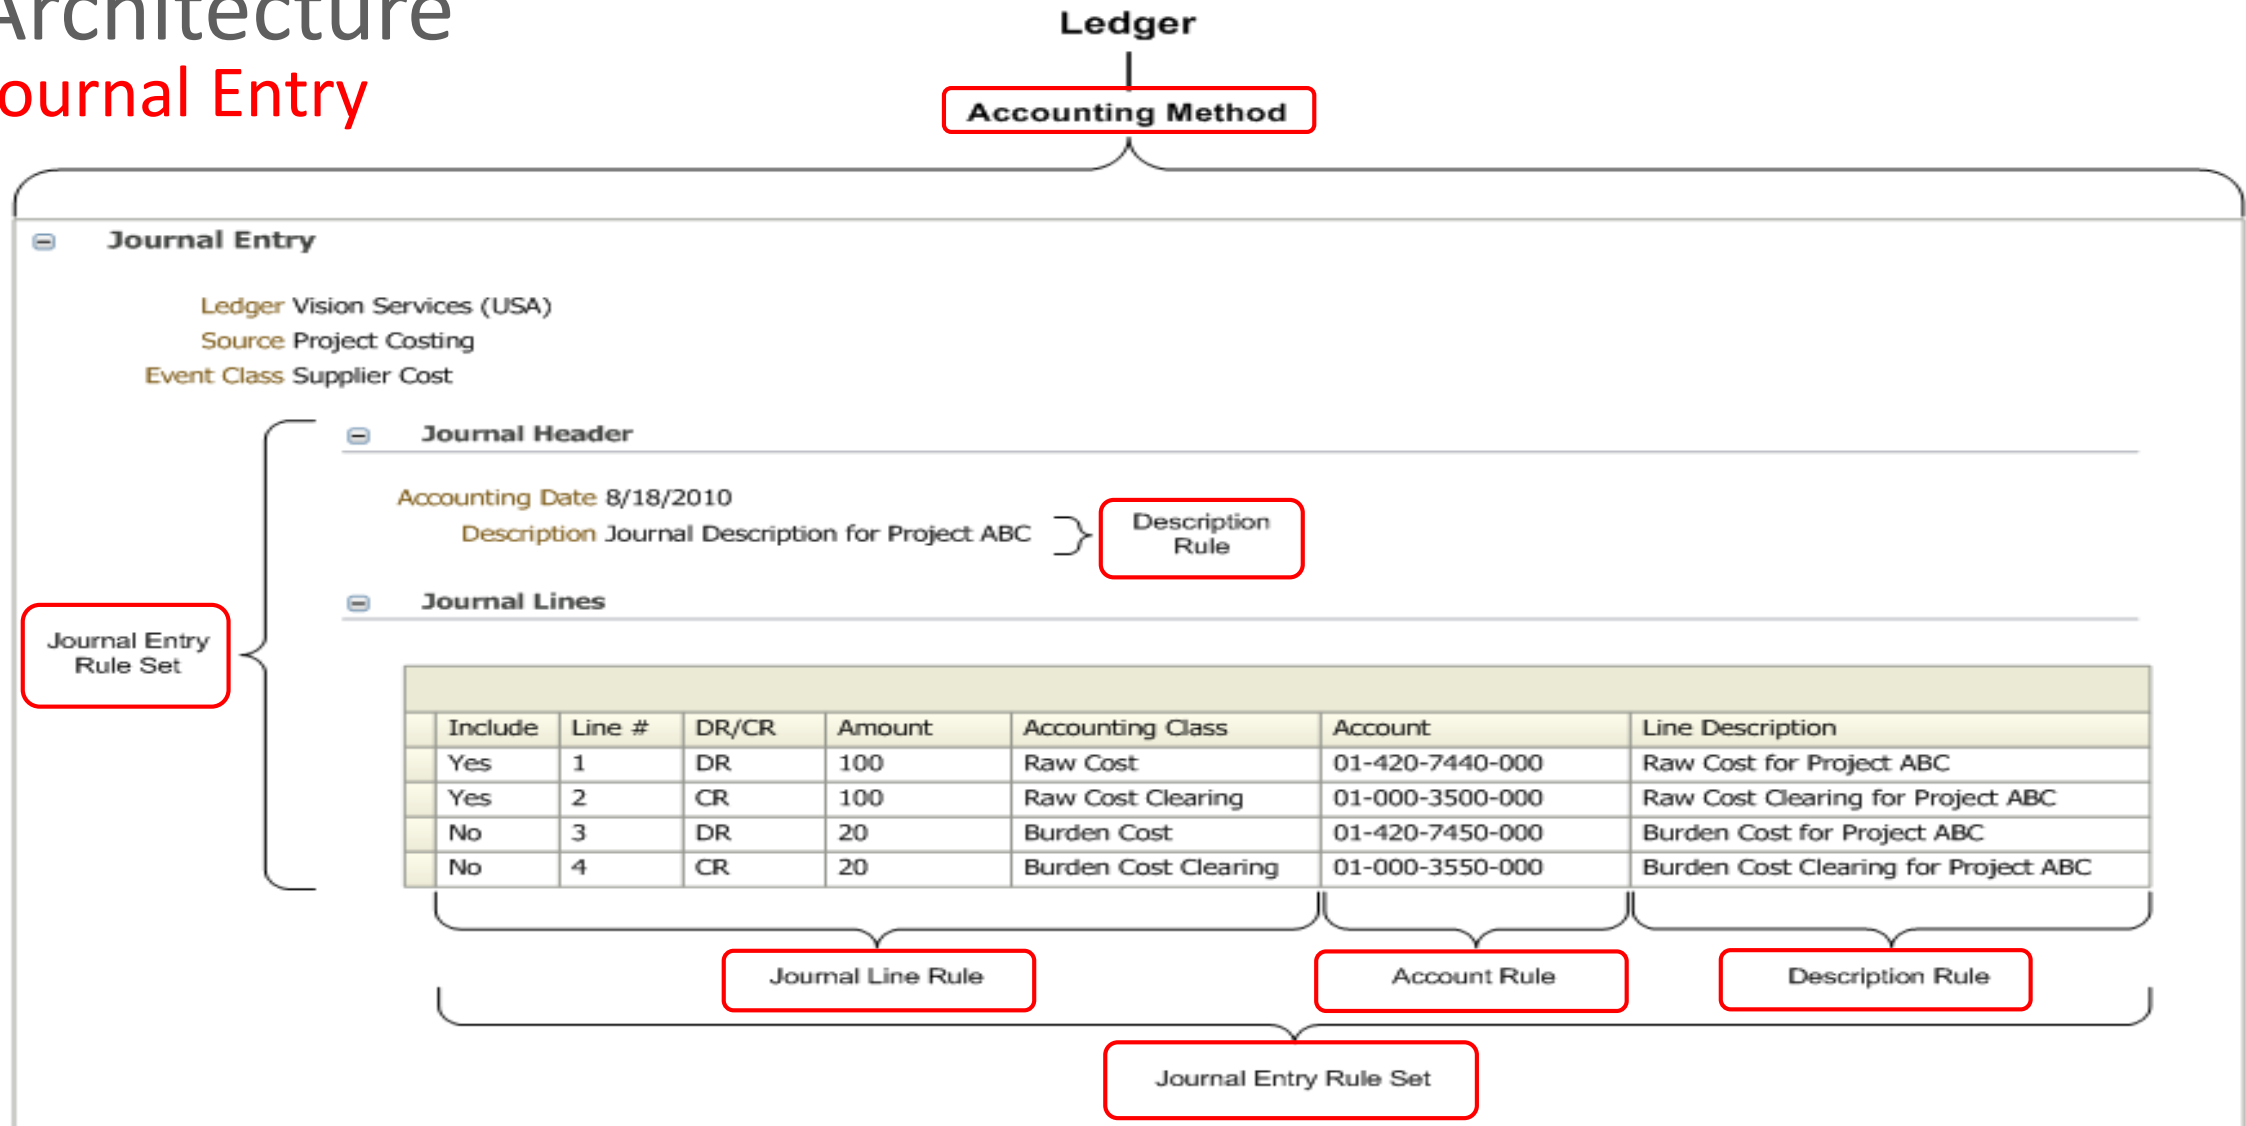 Architecture
ournal Entry
Ledger
Accounting Method
Journal Entry
Ledger Vision Services (USA)
Source Project Costing
Event Class Supplier Cost
Journal Header
Accounting Date 8/18/2010
Description Journal Description for Project ABC
Description
Rule
Journal Lines
Journal Entry
Rule Set
Include Line # DR/CR Amount Accounting Class Account Line Description
Yes 1 DR 100 Raw Cost 01-420-7440-000 Raw Cost for Project ABC
Yes 2 CR 100 Raw Cost Clearing 01-000-3500-000 Raw Cost Clearing for Project ABC
No 3 DR 20 Burden Cost 01-420-7450-000 Burden Cost for Project ABC
No 4 CR 20 Burden Cost Clearing 01-000-3550-000 Burden Cost Clearing for Project ABC
Journal Line Rule
Account Rule
Description Rule
Journal Entry Rule Set